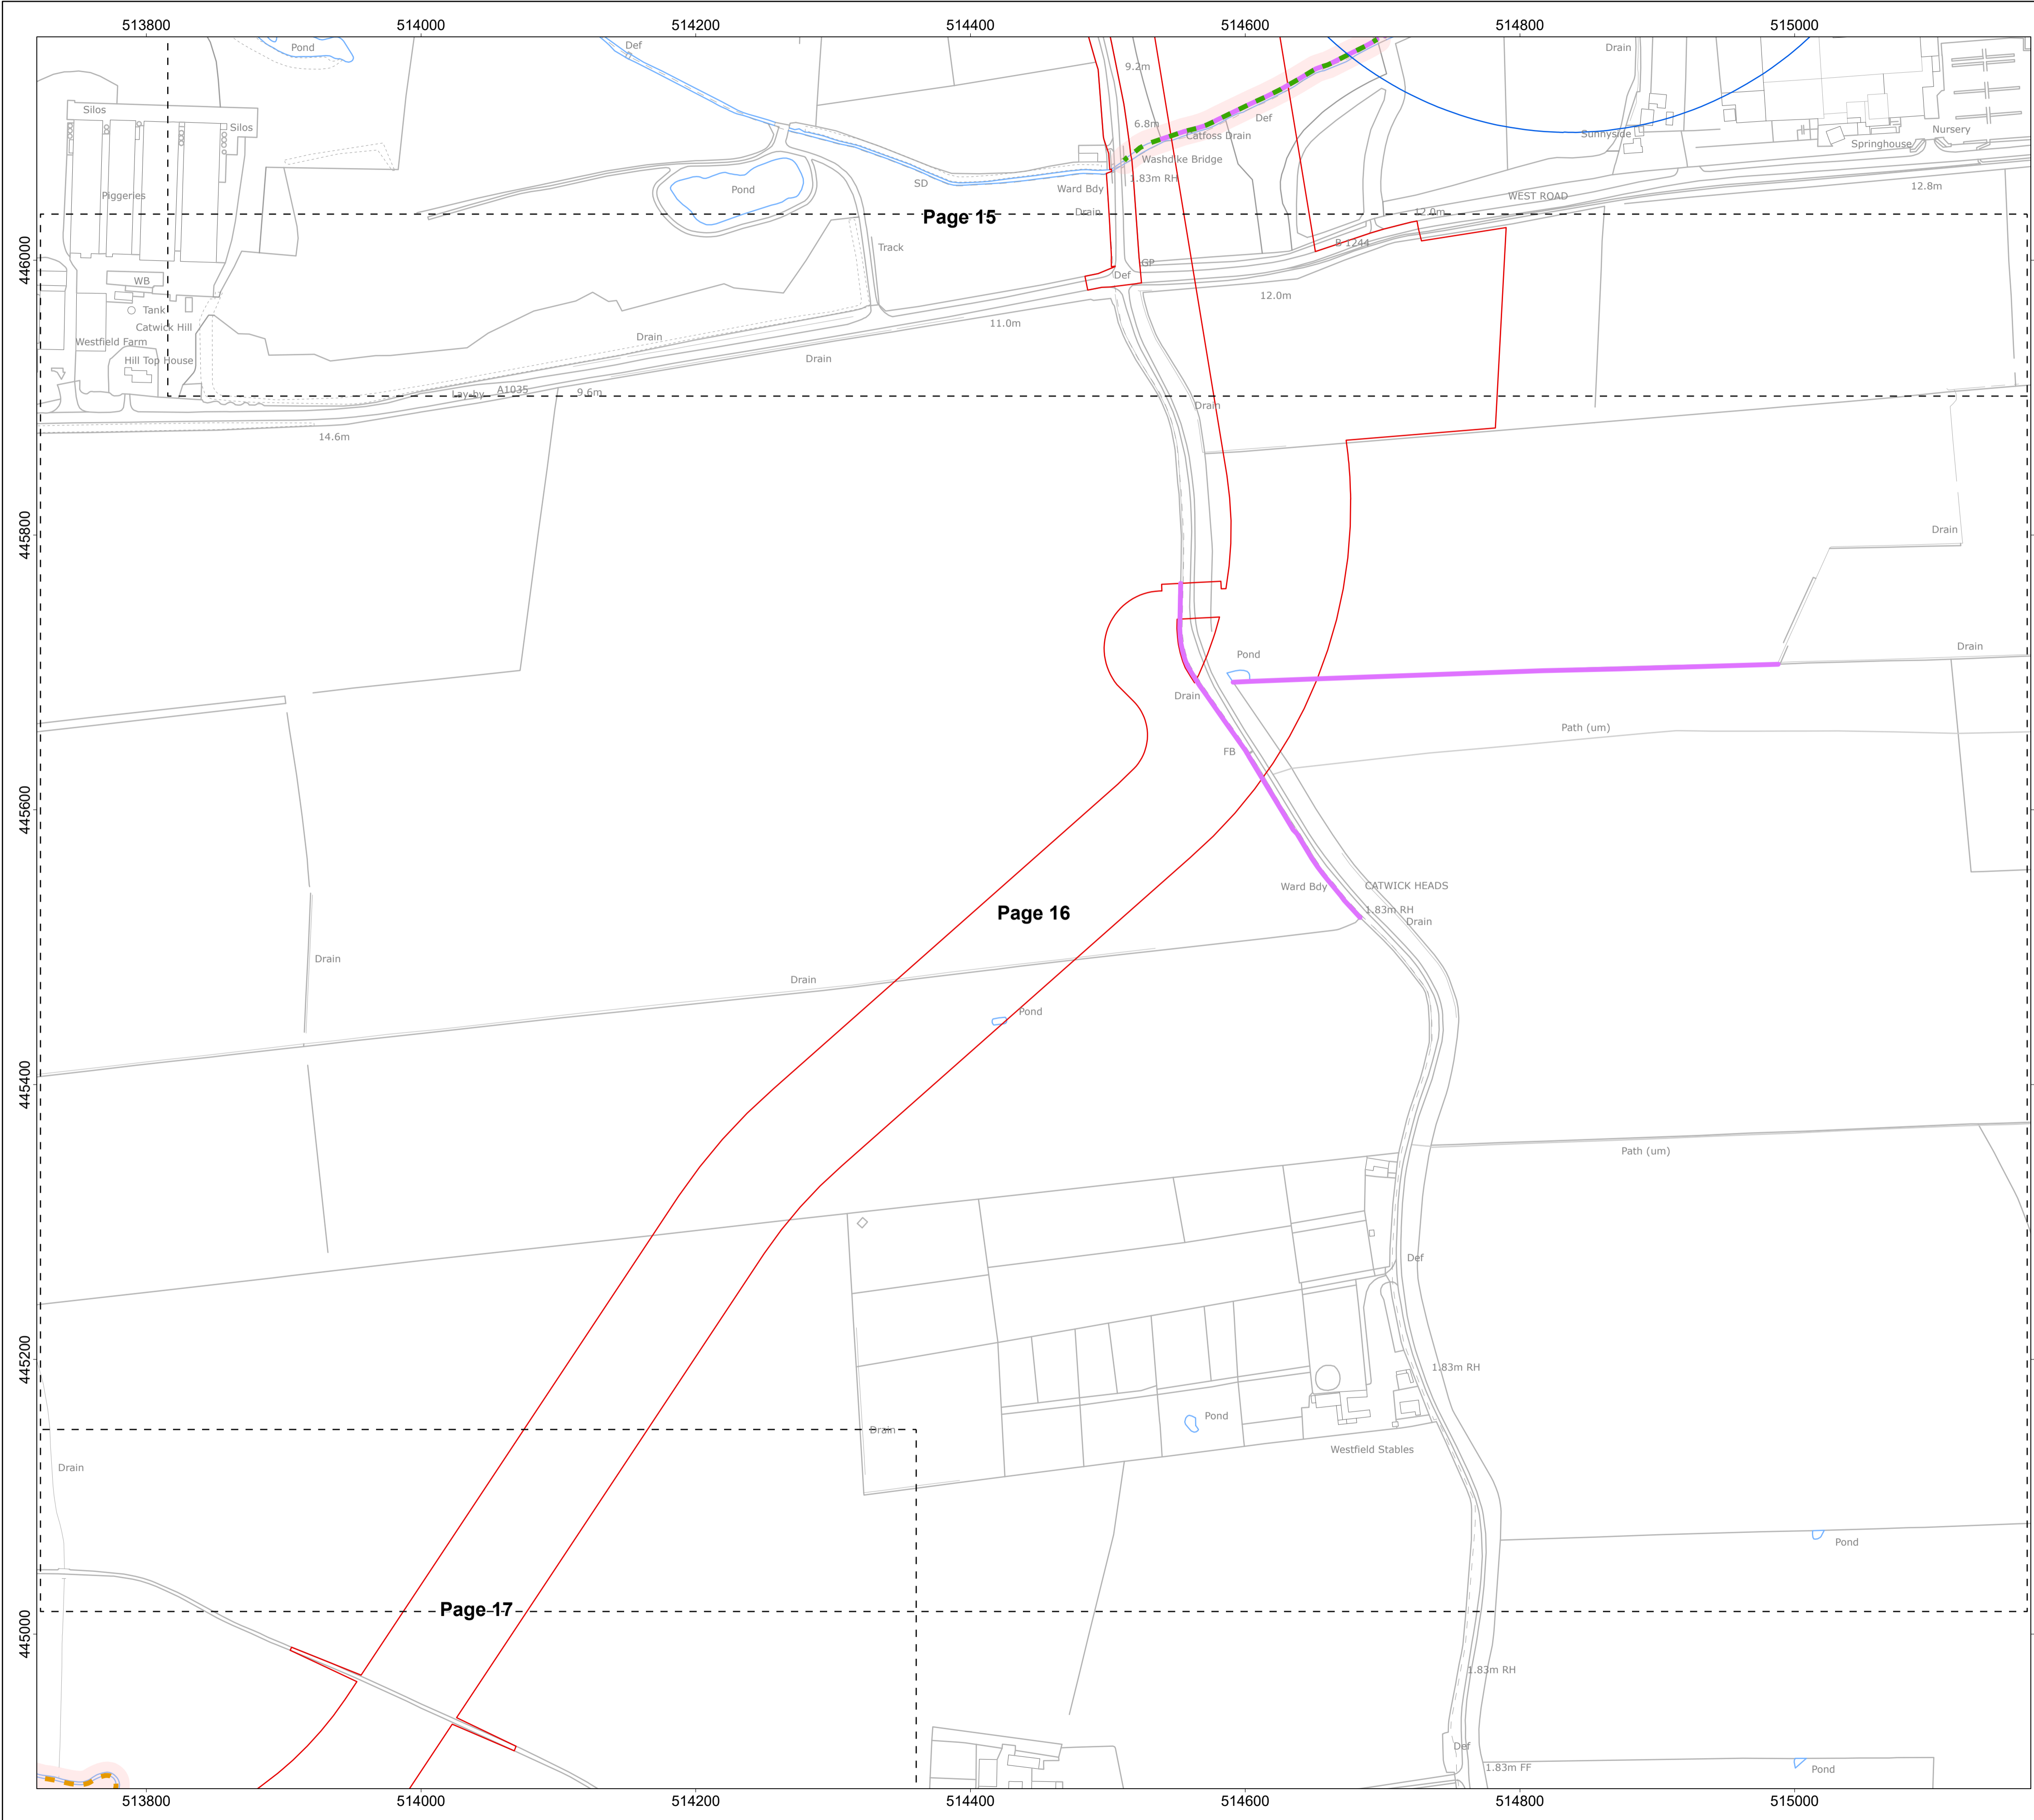 513800 514000 514200 514400 514600 514800 515000
Pond
Def
9.2m
Drain
Silos
Silos
6.8m
Def
Catfoss Drain
Sunnyside
Nursery
Springhouse
Washdike Bridge
1.83m RH
SD
Ward Bdy
Pond
Piggeries
12.8m
WEST ROAD
Drain
12.0m
Page 15
B 1244
Track
446000
GP
Def
WB
12.0m
Tank
11.0m
Catwick Hill
Drain
Westfield Farm
Drain
Hill Top House
A1035
Lay-by
9.6m
Drain
14.6m
445800
Drain
Pond
Drain
Drain
Path (um)
FB
445600
Ward Bdy
CATWICK HEADS
1.83m RH
Page 16
Drain
Drain
Drain
Pond
445400
Path (um)
Def
445200
1.83m RH
Pond
Drain
Westfield Stables
Drain
Pond
Page 17
445000
1.83m RH
Def
1.83m FF
Pond
513800 514000 514200 514400 514600 514800 515000